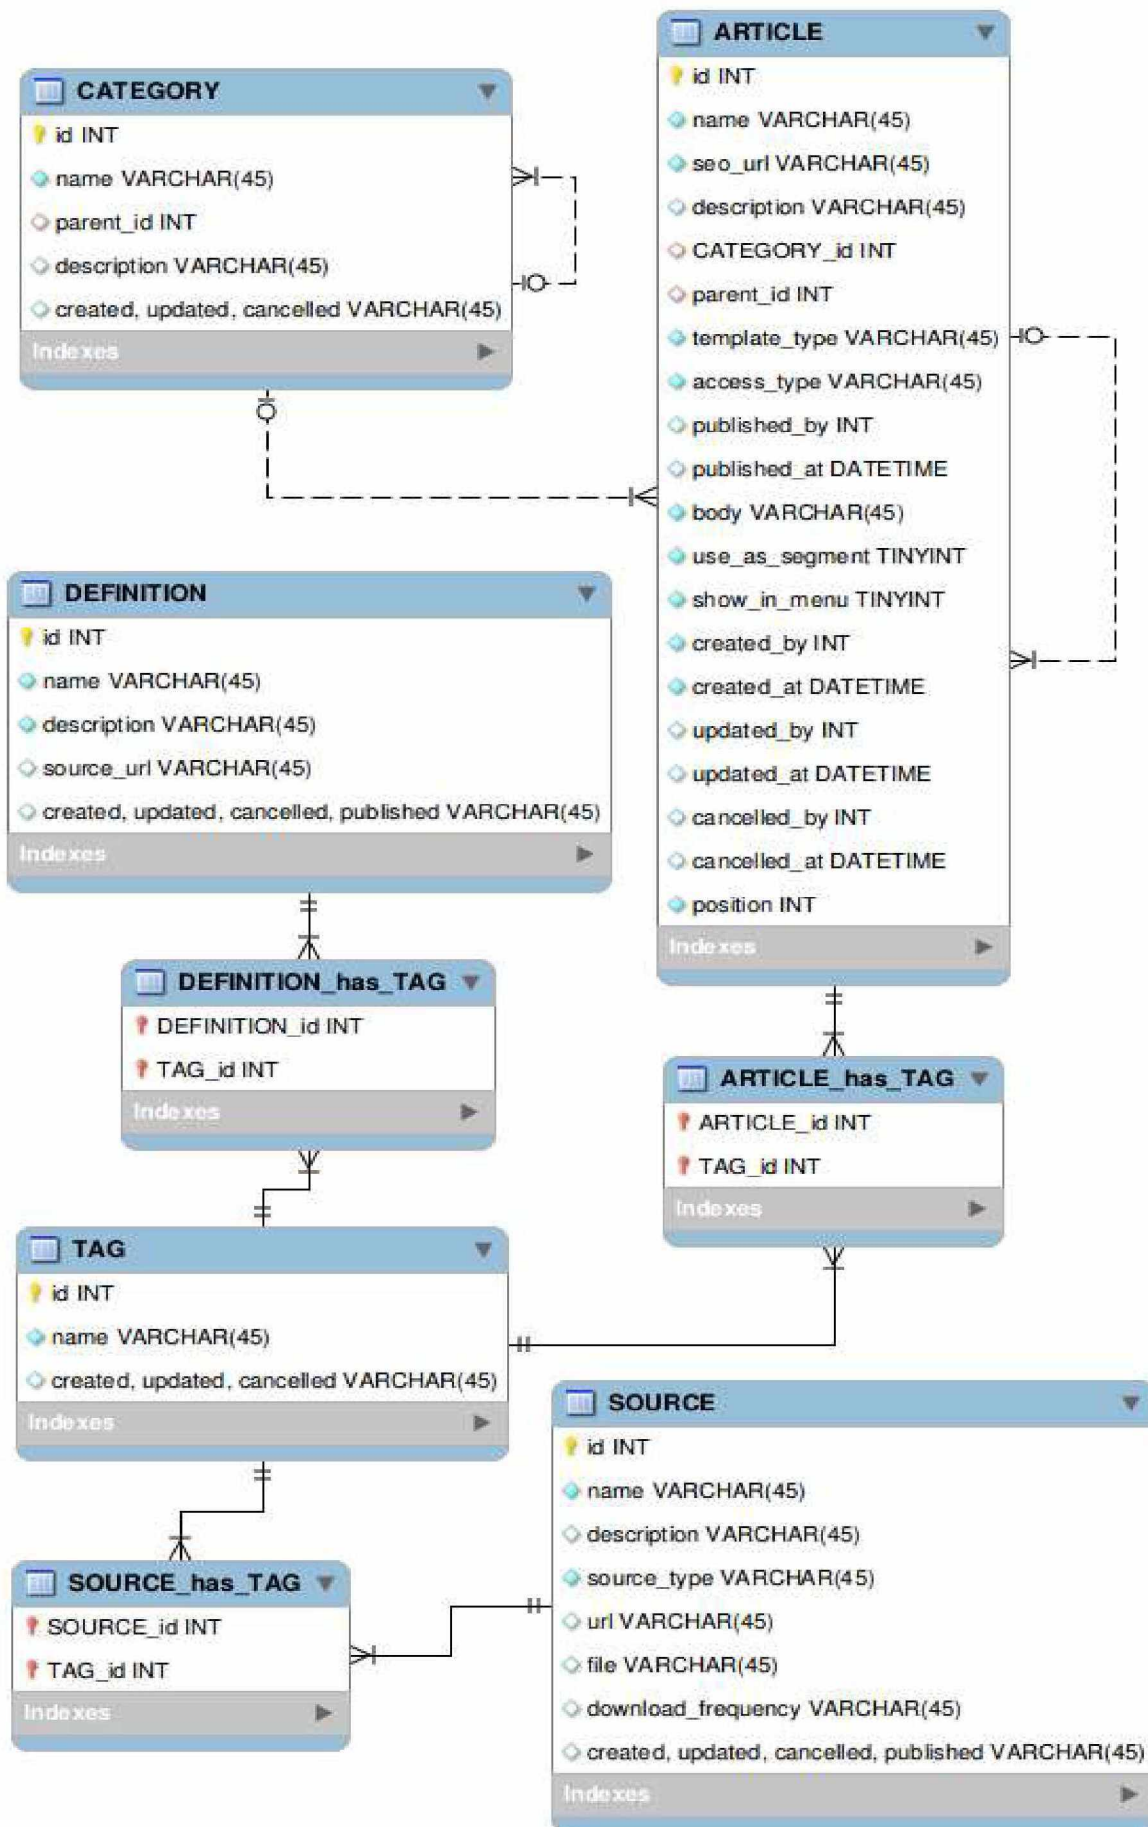 CATEGORY
id INT
name VARCHAR(45)
parent_id INT
description VARCHAR(45)
created, updated, cancelled VARCHAR(45)
Indexes
ARTICLE
id INT
name VARCHAR(45)
seo_url VARCHAR(45)
description VARCHAR(45)
CATEGORY_id INT
parent_id INT
template_type VARCHAR(45)
access_type VARCHAR(45)
published_by INT
published_at DATETIME
body VARCHAR(45)
use_as_segment TINYINT
show_in_menu TINYINT
created_by INT
created_at DATETIME
updated_by INT
updated_at DATETIME
cancelled_by INT
cancelled_at DATETIME
position INT
Indexes
DEFINITION
id INT
name VARCHAR(45)
description VARCHAR(45)
source_url VARCHAR(45)
created, updated, cancelled, published VARCHAR(45)
Indexes
DEFINITION_has_TAG
DEFINITION_id INT
TAG_id INT
Indexes
ARTICLE_has_TAG
ARTICLE_id INT
TAG_id INT
Indexes
TAG
id INT
name VARCHAR(45)
created, updated, cancelled VARCHAR(45)
Indexes
SOURCE
id INT
name VARCHAR(45)
description VARCHAR(45)
source_type VARCHAR(45)
url VARCHAR(45)
file VARCHAR(45)
download_frequency VARCHAR(45)
created, updated, cancelled, published VARCHAR(45)
Indexes
SOURCE_has_TAG
SOURCE_id INT
TAG_id INT
Indexes